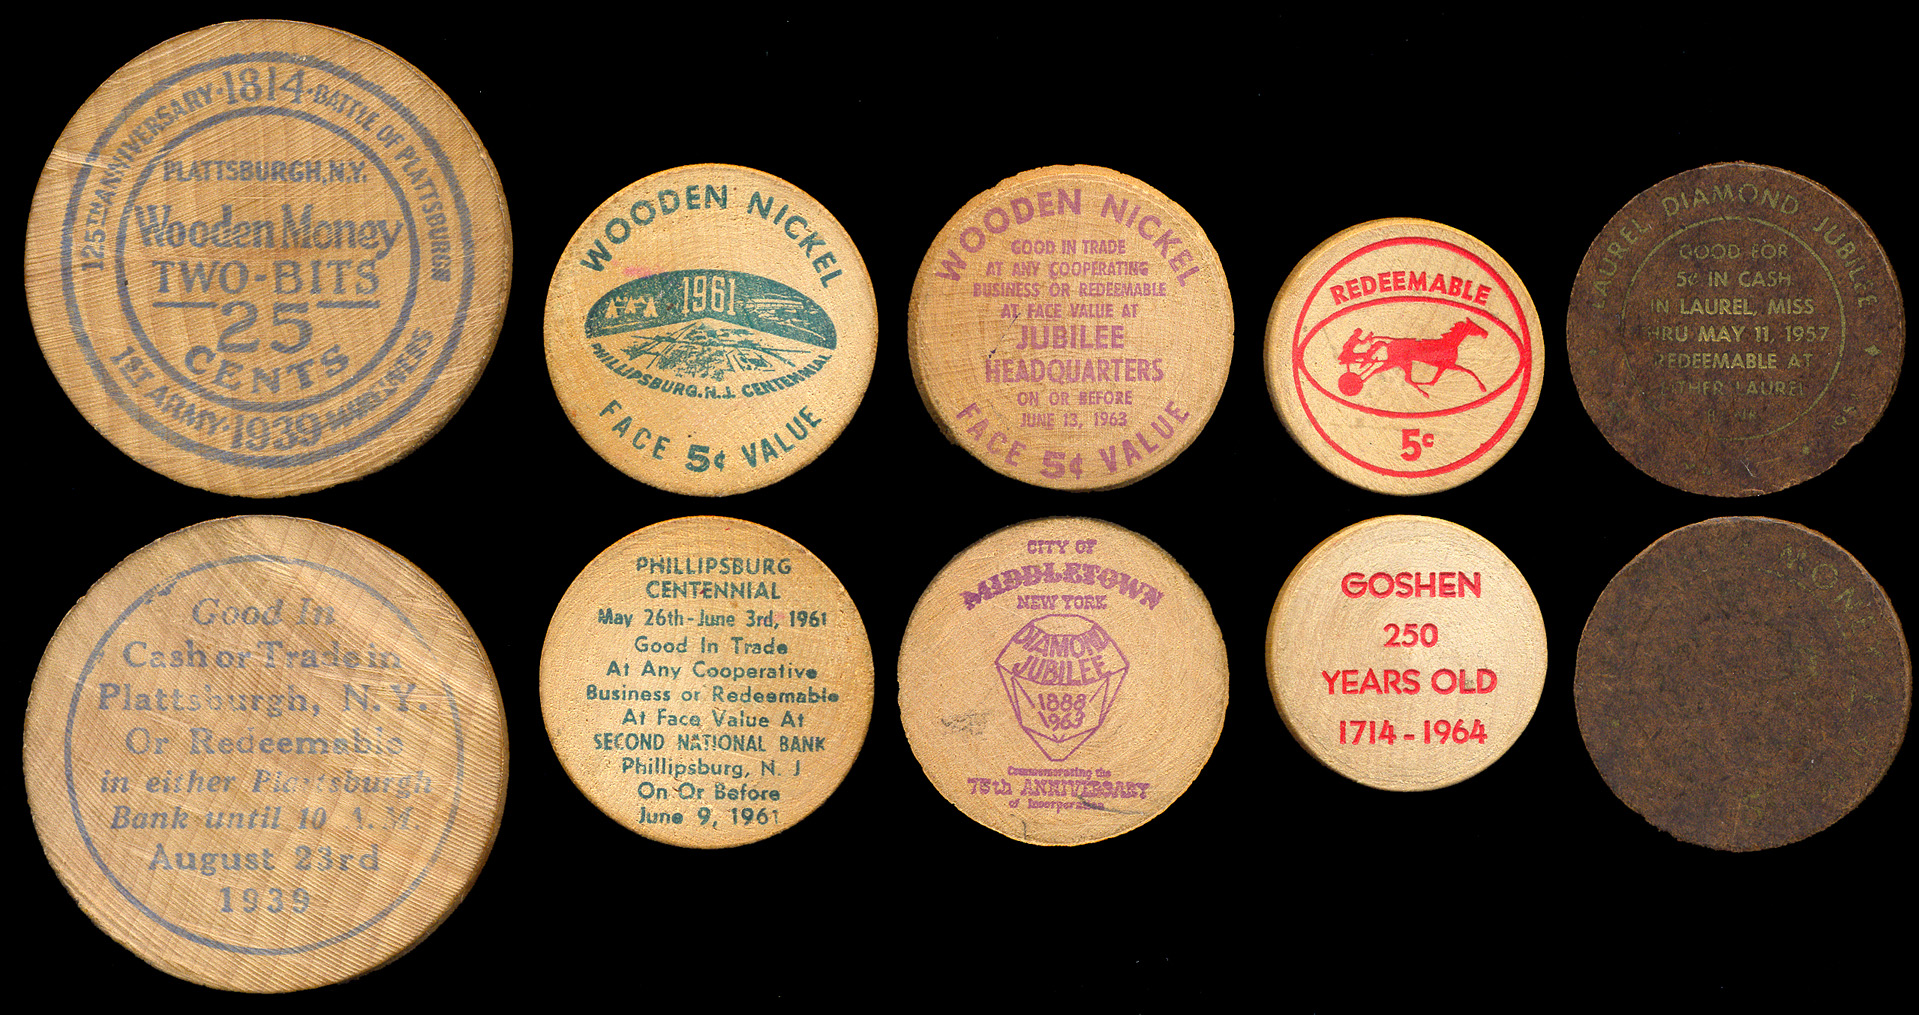 125TH ANNIVERSARY · 1814 · BATTLE OF PLATTSBURGH
PLATTSBURGH, N.Y.
Wooden Money
TWO-BITS
25
CENTS
1ST ARMY · 1939 ·
WOODEN NICKEL
1961
PHILLIPSBURG, N.J. CENTENNIAL
FACE 5¢ VALUE
WOODEN NICKEL
GOOD IN TRADE
AT ANY COOPERATING
BUSINESS OR REDEEMABLE
AT FACE VALUE AT
JUBILEE
HEADQUARTERS
ON OR BEFORE
JUNE 13, 1963
FACE 5¢ VALUE
REDEEMABLE
5¢
LAUREL DIAMOND JUBILEE
GOOD FOR
5¢ IN CASH
IN LAUREL, MISS
THRU MAY 11, 1957
REDEEMABLE AT
EITHER LAUREL
Good In
Cash or Trade in
Plattsburgh, N. Y.
Or Redeemable
in either Plattsburgh
Bank until 10 A.M.
August 23rd
1939
PHILLIPSBURG
CENTENNIAL
May 26th-June 3rd, 1961
Good In Trade
At Any Cooperative
Business or Redeemable
At Face Value At
SECOND NATIONAL BANK
Phillipsburg, N. J
On Or Before
June 9, 1961
CITY OF
MIDDLETOWN
NEW YORK
DIAMOND
JUBILEE
1888
1963
Commemorating the
75th ANNIVERSARY
of Incorporation
GOSHEN
250
YEARS OLD
1714 - 1964